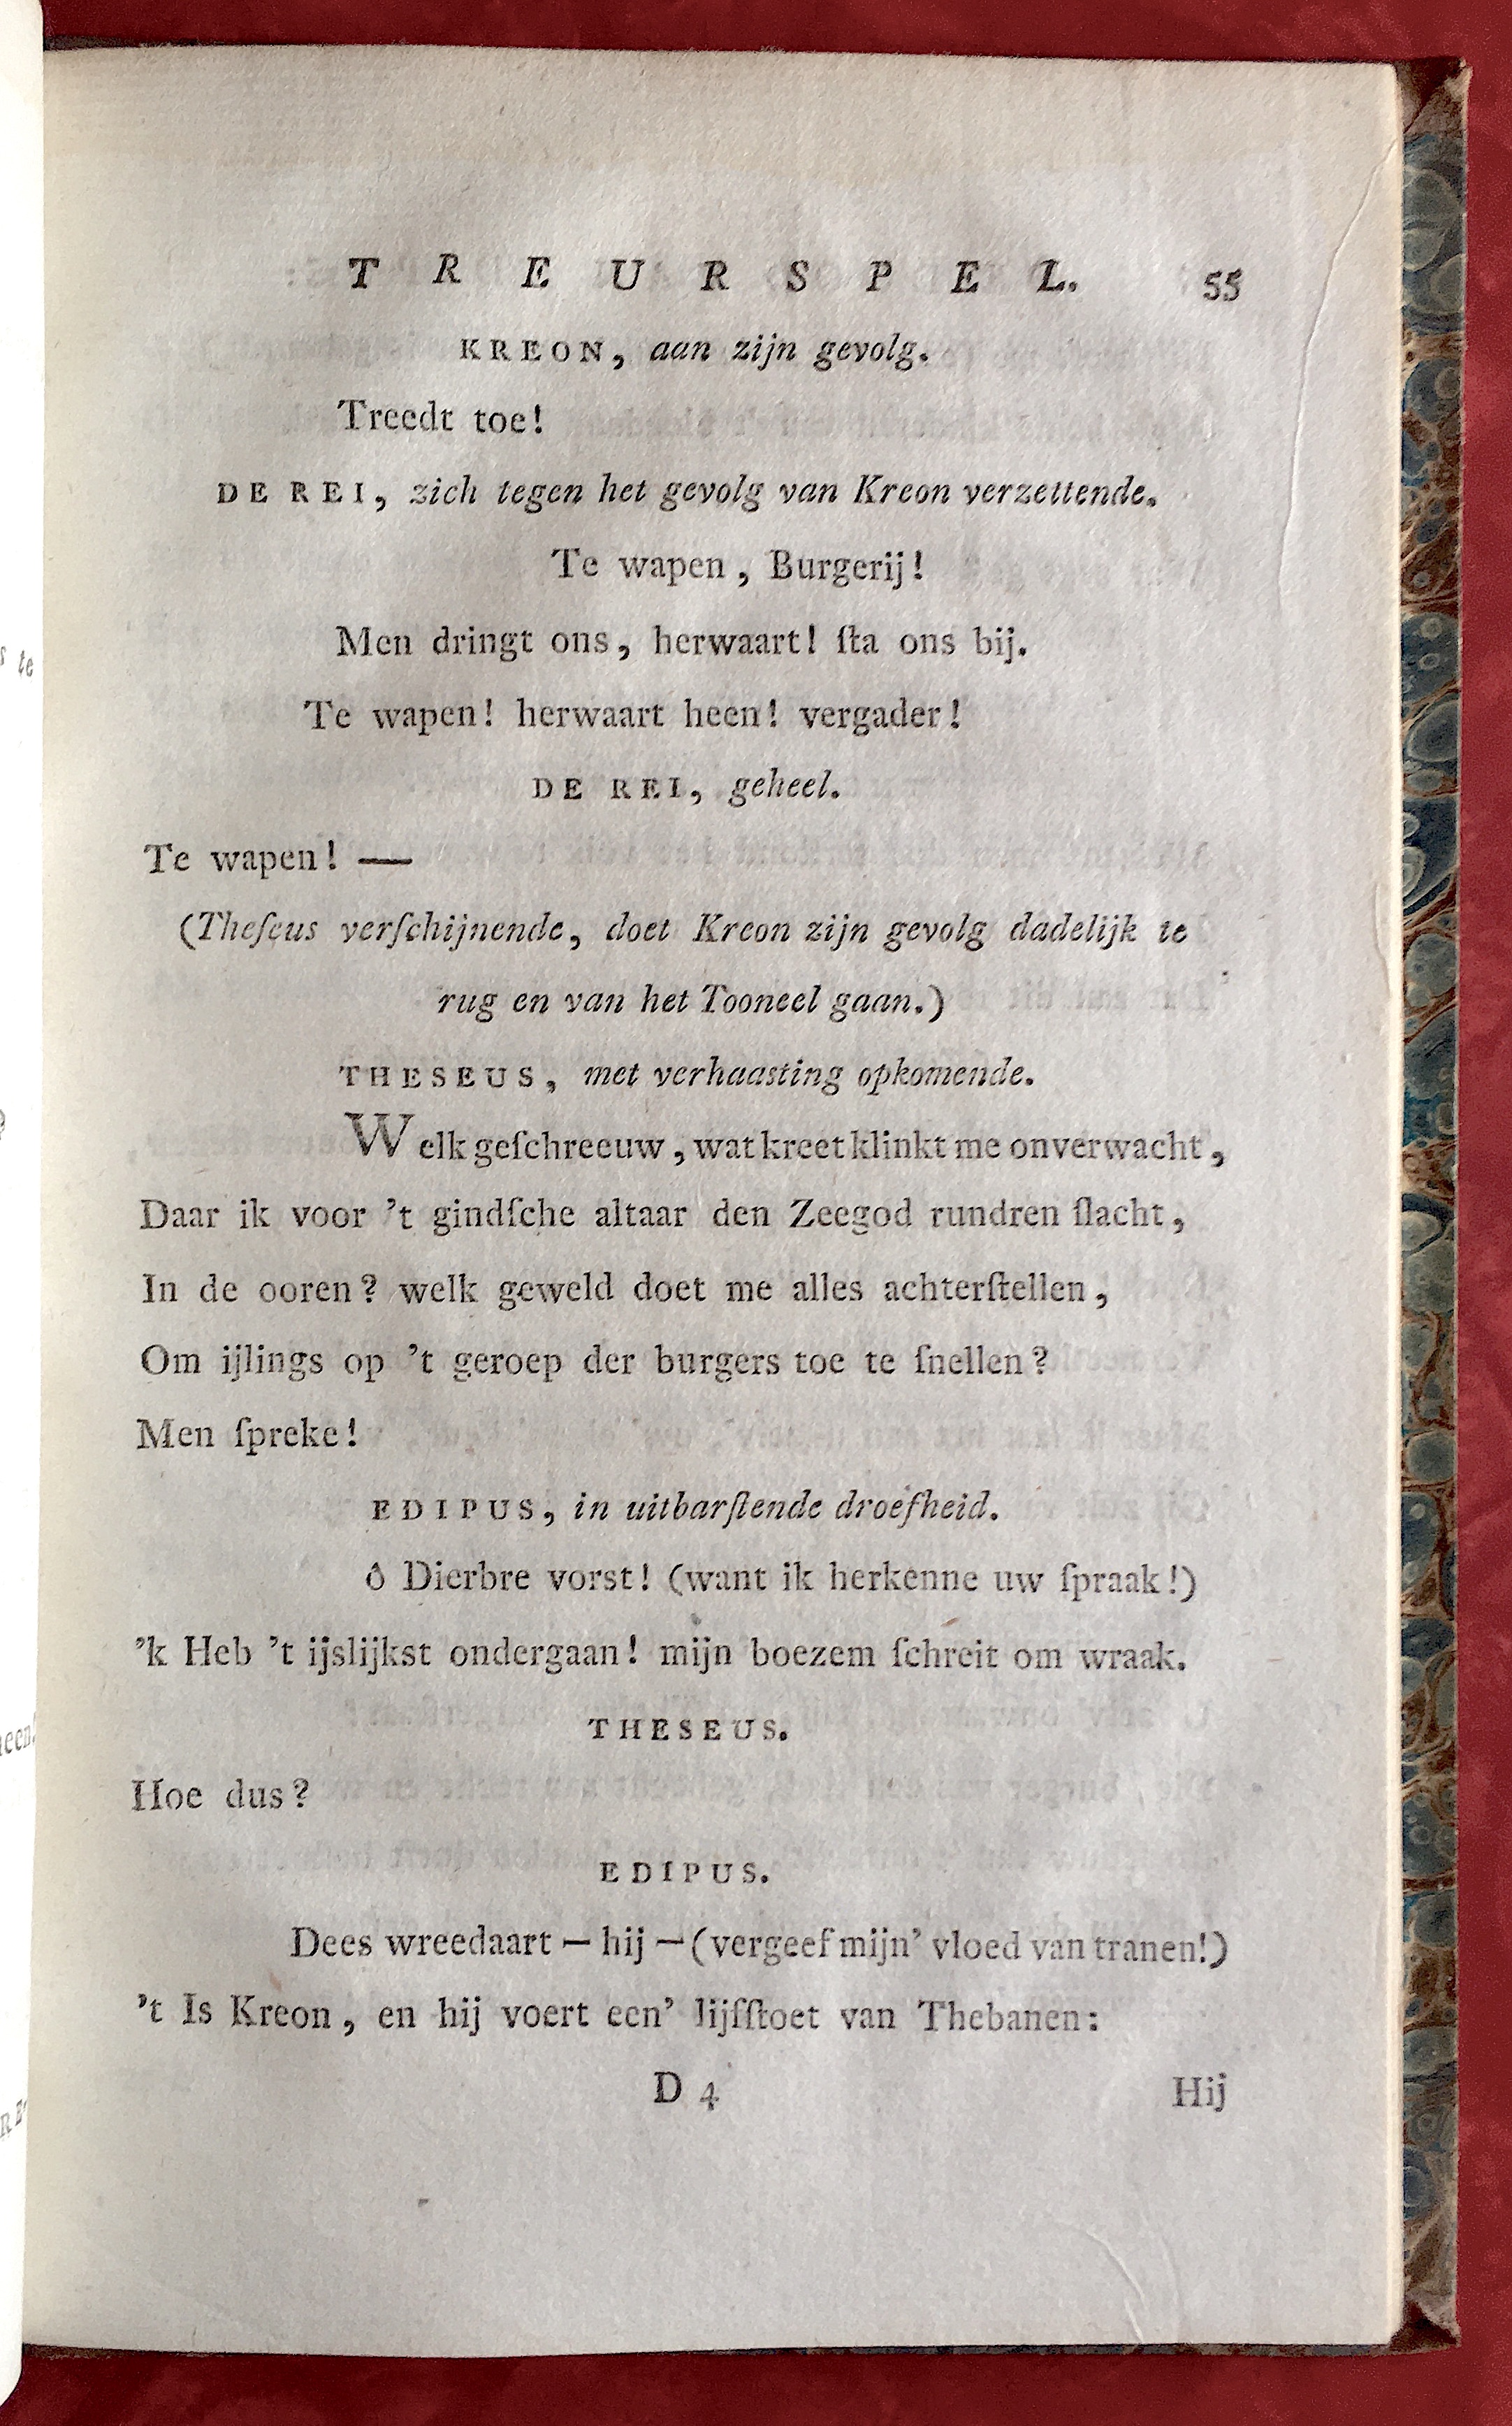 TREURSPEL. 55
KREON, aan zijn gevolg.
Treedt toe!
DE REI, zich tegen het gevolg van Kreon verzettende.
Te wapen, Burgerij!
Men dringt ons, herwaart! ſta ons bij.
Te wapen! herwaart heen! vergader!
DE REI, geheel.
Te wapen! —
(Theſeus verſchijnende, doet Kreon zijn gevolg dadelijk te
rug en van het Tooneel gaan.)
THESEUS, met verhaasting opkomende.
Welk geſchreeuw, wat kreet klinkt me onverwacht,
Daar ik voor 't gindſche altaar den Zeegod rundren ſlacht,
In de ooren? welk geweld doet me alles achterſtellen,
Om ijlings op 't geroep der burgers toe te ſnellen?
Men ſpreke!
EDIPUS, in uitbarſtende droefheid.
ô Dierbre vorst! (want ik herkenne uw ſpraak!)
'k Heb 't ijslijkst ondergaan! mijn boezem ſchreit om wraak.
THESEUS.
Hoe dus?
EDIPUS.
Dees wreedaart — hij — (vergeef mijn' vloed van tranen!)
't Is Kreon, en hij voert een' lijfſtoet van Thebanen:
D 4 Hij